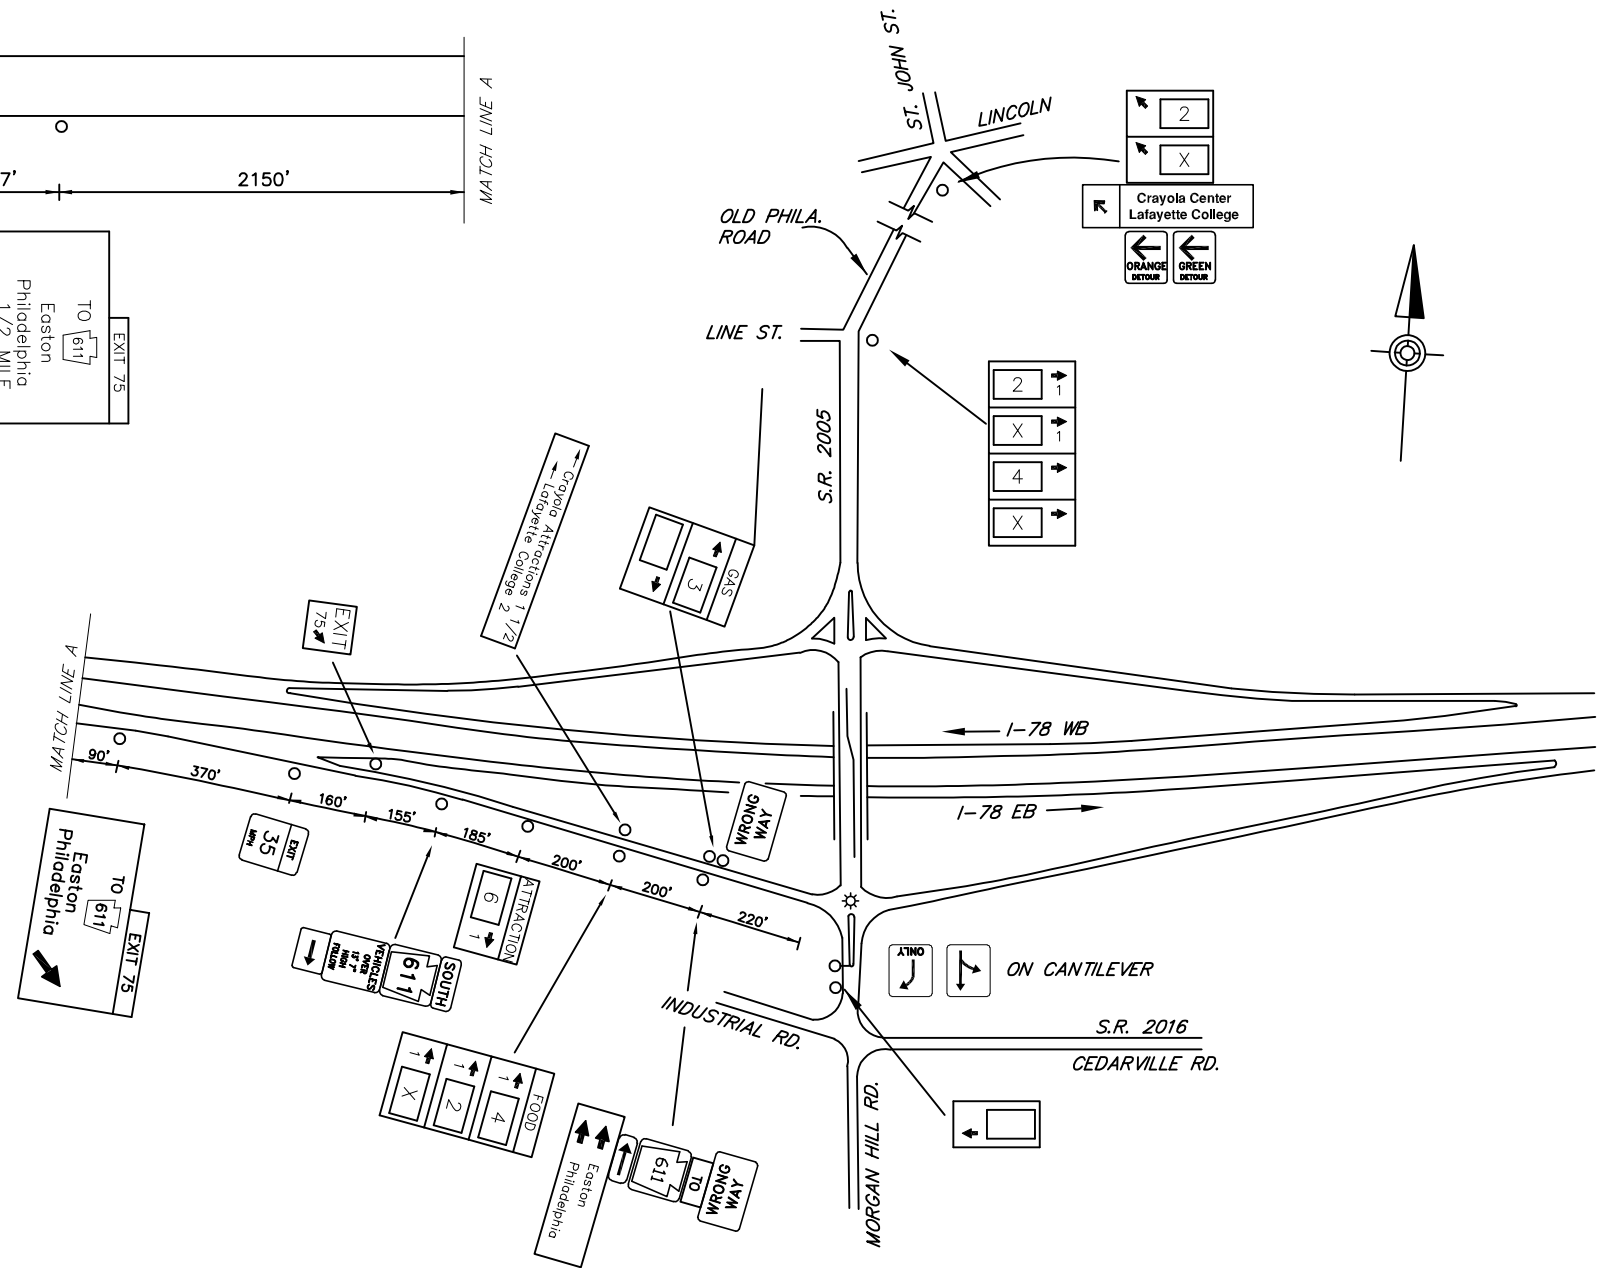 MATCH LINE A
7'
2150'
EXIT 75
TO 611
Easton
Philadelphia
1/2 MILE
ST. JOHN ST.
LINCOLN
2
X
Crayola Center
Lafayette College
ORANGE
DETOUR
GREEN
DETOUR
OLD PHILA.
ROAD
LINE ST.
S.R. 2005
2 1
X 1
4
X
GAS
3
Crayola Attractions 1 1/2
Lafayette College 2
EXIT
75
MATCH LINE A
I-78 WB
I-78 EB
90'
370'
160'
155'
185'
200'
200'
220'
WRONG
WAY
EXIT
35
MPH
EXIT 75
TO 611
Easton
Philadelphia
ATTRACTION
6
1
SOUTH
611
VEHICLES
OVER
13' 7"
HIGH
FOLLOW
FOOD
4
1
2
1
X
1
WRONG
WAY
TO
611
Easton
Philadelphia
ONLY
ON CANTILEVER
INDUSTRIAL RD.
S.R. 2016
CEDARVILLE RD.
MORGAN HILL RD.